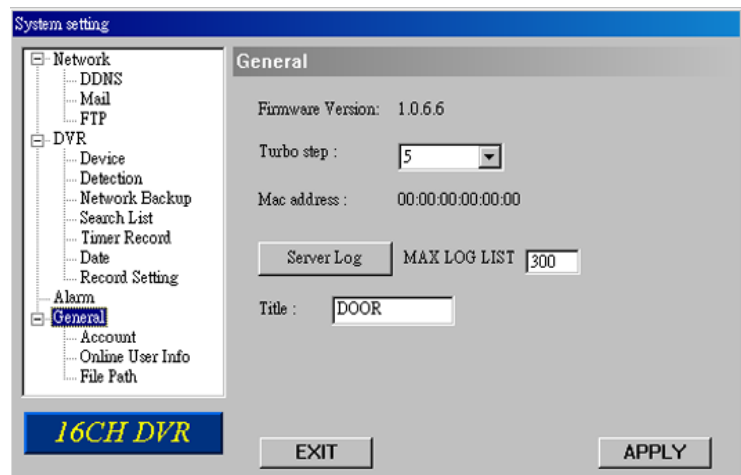 System setting
Network
DDNS
Mail
FTP
DVR
Device
Detection
Network Backup
Search List
Timer Record
Date
Record Setting
Alarm
General
Account
Online User Info
File Path
16CH DVR
General
Firmware Version: 1.0.6.6
Turbo step : 5
Mac address : 00:00:00:00:00:00
Server Log MAX LOG LIST 300
Title : DOOR
EXIT APPLY